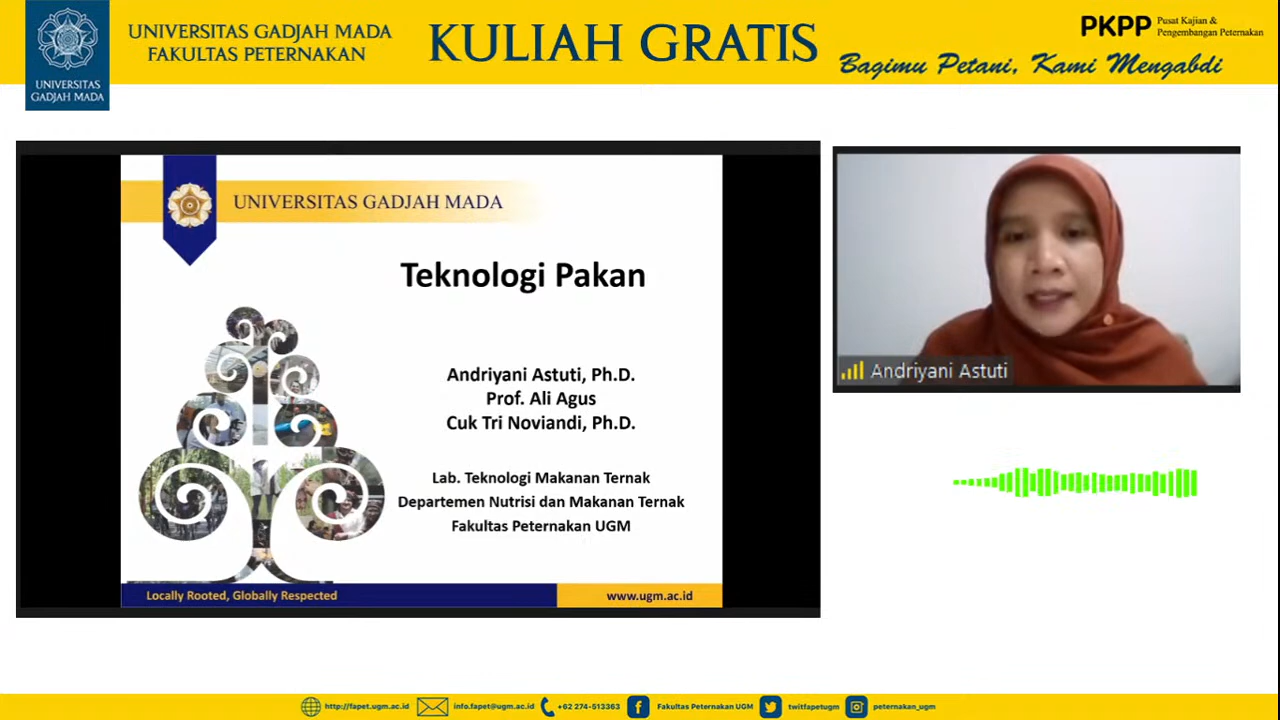 UNIVERSITAS GADJAH MADA
FAKULTAS PETERNAKAN
UNIVERSITAS
GADJAH MADA
KULIAH GRATIS
PKPP
Pusat Kajian &
Pengembangan Peternakan
Bagimu Petani, Kami Mengabdi
UNIVERSITAS GADJAH MADA
Teknologi Pakan
Andriyani Astuti, Ph.D.
Prof. Ali Agus
Cuk Tri Noviandi, Ph.D.
Lab. Teknologi Makanan Ternak
Departemen Nutrisi dan Makanan Ternak
Fakultas Peternakan UGM
Locally Rooted, Globally Respected
www.ugm.ac.id
Andriyani Astuti
http://fapet.ugm.ac.id
info.fapet@ugm.ac.id
+62 274-513363
Fakultas Peternakan UGM
twitfapetugm
peternakan_ugm